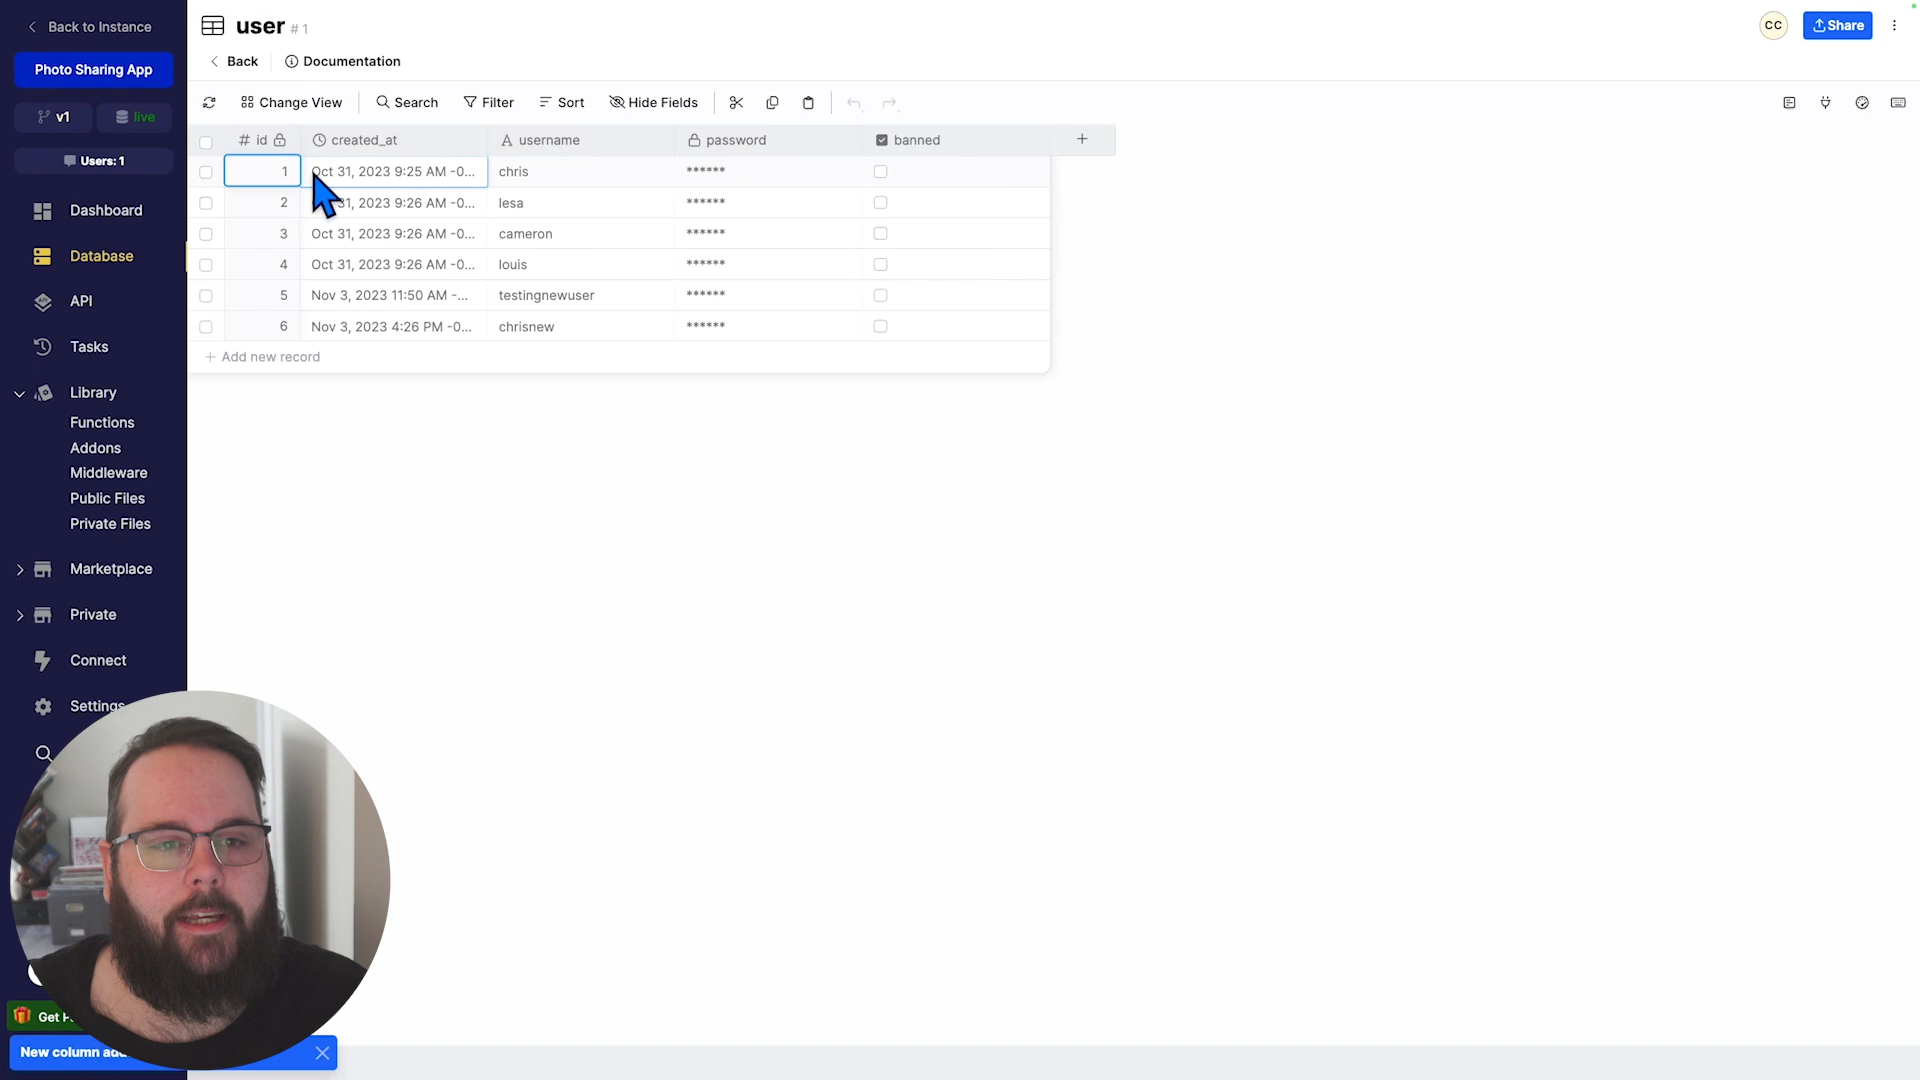 Back to Instance
Photo Sharing App
v1
live
Users: 1
Dashboard
Database
API
Tasks
Library
Functions
Addons
Middleware
Public Files
Private Files
Marketplace
Private
Connect
Settings
Get
New column
user # 1
CC
Share
Back
Documentation
Change View
Search
Filter
Sort
Hide Fields
# id
created_at
username
password
banned
1 Oct 31, 2023 9:25 AM -0... chris ******
2 31, 2023 9:26 AM -0... lesa ******
3 Oct 31, 2023 9:26 AM -0... cameron ******
4 Oct 31, 2023 9:26 AM -0... louis ******
5 Nov 3, 2023 11:50 AM -... testingnewuser ******
6 Nov 3, 2023 4:26 PM -0... chrisnew ******
+ Add new record